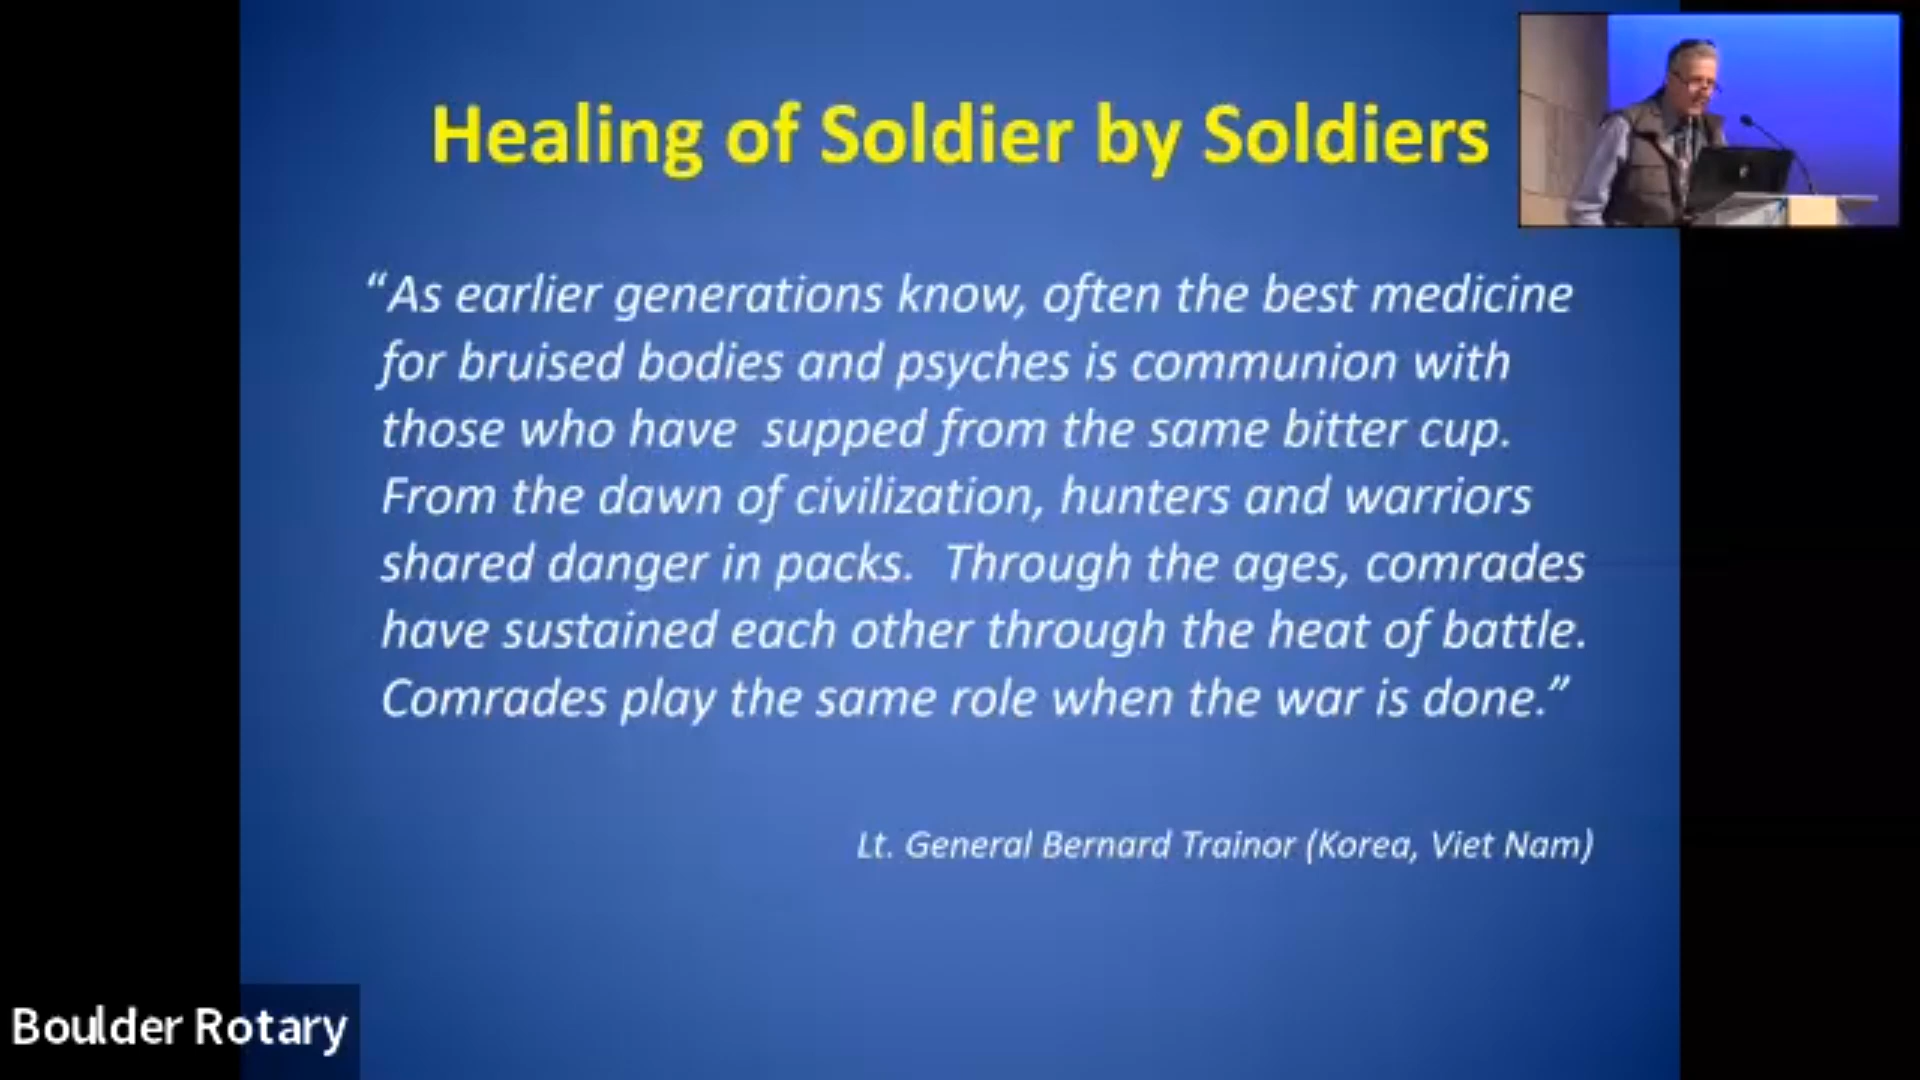 Healing of Soldier by Soldiers
“As earlier generations know, often the best medicine
for bruised bodies and psyches is communion with
those who have  supped from the same bitter cup.
From the dawn of civilization, hunters and warriors
shared danger in packs.  Through the ages, comrades
have sustained each other through the heat of battle.
Comrades play the same role when the war is done.”
Lt. General Bernard Trainor (Korea, Viet Nam)
Boulder Rotary